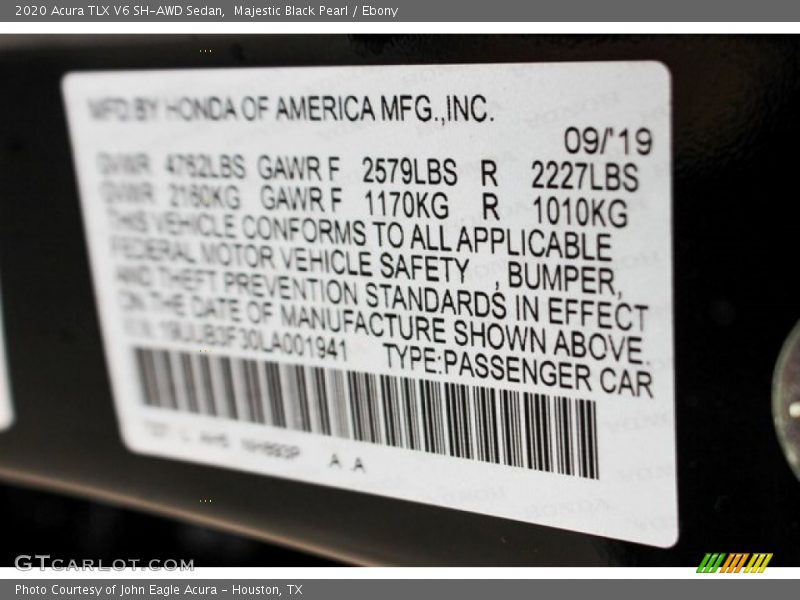 2020 Acura TLX V6 SH-AWD Sedan, Majestic Black Pearl / Ebony
MFD BY HONDA OF AMERICA MFG.,INC.
09/'19
GVWR 4762LBS GAWR F 2579LBS R 2227LBS
GVWR 2160KG GAWR F 1170KG R 1010KG
THIS VEHICLE CONFORMS TO ALL APPLICABLE
FEDERAL MOTOR VEHICLE SAFETY , BUMPER,
AND THEFT PREVENTION STANDARDS IN EFFECT
ON THE DATE OF MANUFACTURE SHOWN ABOVE.
19UUB3F30LA001941 TYPE:PASSENGER CAR
NH893P A A
GTCARLOT.COM
Photo Courtesy of John Eagle Acura - Houston, TX